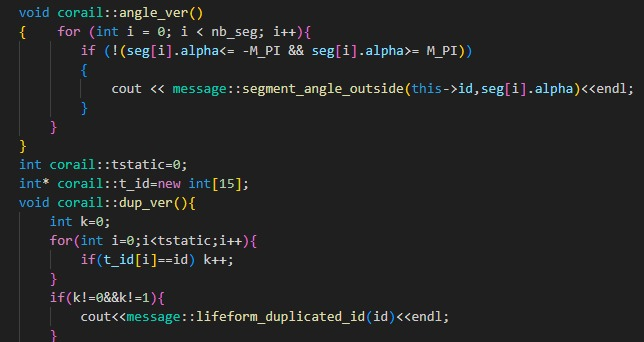 void corail::angle_ver()
{    for (int i = 0; i < nb_seg; i++){
        if (!(seg[i].alpha<= -M_PI && seg[i].alpha>= M_PI))
        {
            cout << message::segment_angle_outside(this->id,seg[i].alpha)<<endl;
        }
    }
}
int corail::tstatic=0;
int* corail::t_id=new int[15];
void corail::dup_ver(){
    int k=0;
    for(int i=0;i<tstatic;i++){
        if(t_id[i]==id) k++;
    }
    if(k!=0&&k!=1){
        cout<<message::lifeform_duplicated_id(id)<<endl;
    }